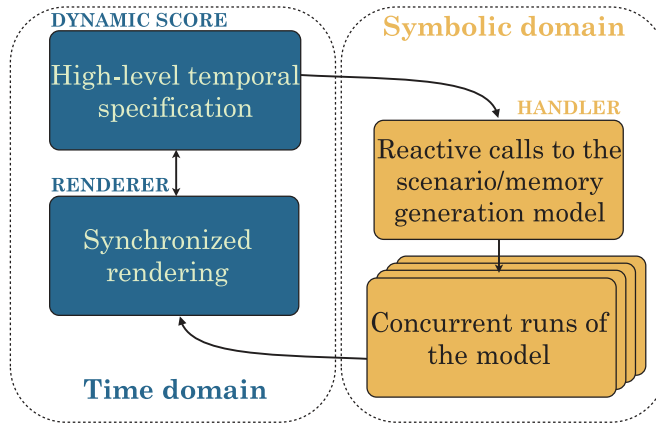 DYNAMIC SCORE
High-level temporal
specification
RENDERER
Synchronized
rendering
Time domain
Symbolic domain
HANDLER
Reactive calls to the
scenario/memory
generation model
Concurrent runs of
the model